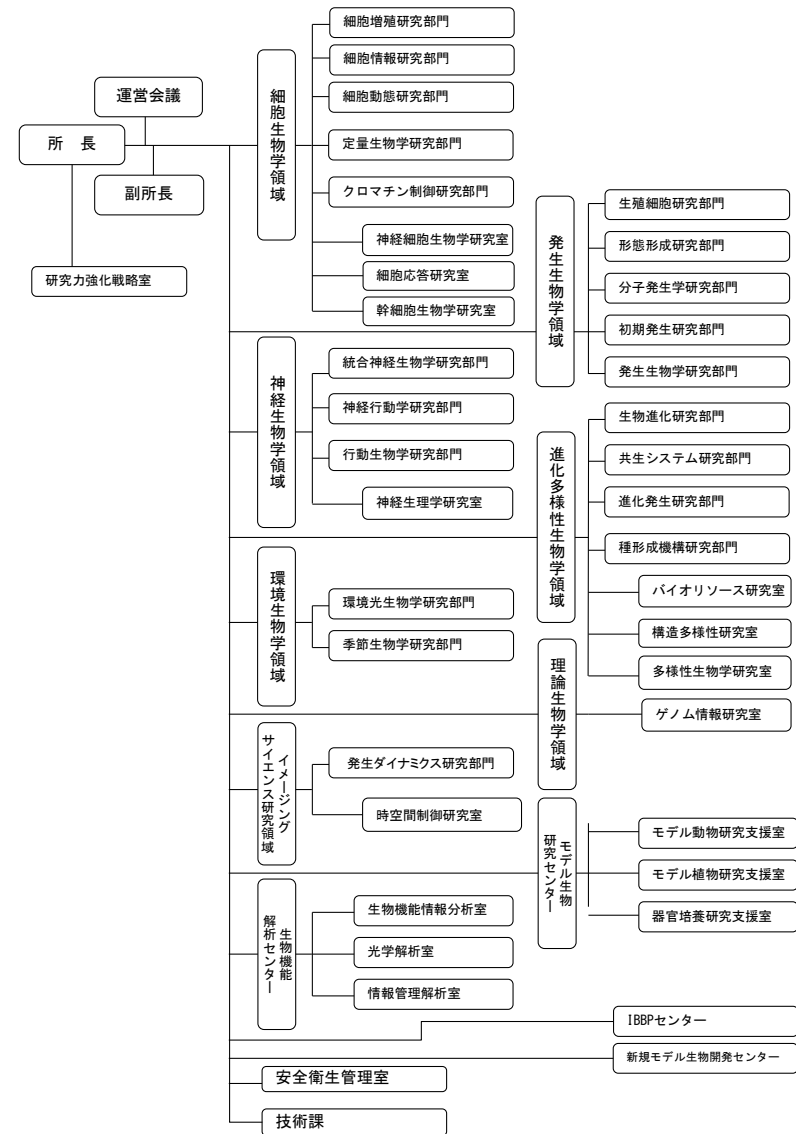 運営会議
所　長
副所長
研究力強化戦略室
細胞生物学領域
細胞増殖研究部門
細胞情報研究部門
細胞動態研究部門
定量生物学研究部門
クロマチン制御研究部門
神経細胞生物学研究室
細胞応答研究室
幹細胞生物学研究室
発生生物学領域
生殖細胞研究部門
形態形成研究部門
分子発生学研究部門
初期発生研究部門
発生生物学研究部門
神経生物学領域
統合神経生物学研究部門
神経行動学研究部門
行動生物学研究部門
神経生理学研究室
進化多様性生物学領域
生物進化研究部門
共生システム研究部門
進化発生研究部門
種形成機構研究部門
バイオリソース研究室
構造多様性研究室
多様性生物学研究室
環境生物学領域
環境光生物学研究部門
季節生物学研究部門
理論生物学領域
ゲノム情報研究室
イメージング
サイエンス研究領域
発生ダイナミクス研究部門
時空間制御研究室
モデル生物
研究センター
モデル動物研究支援室
モデル植物研究支援室
器官培養研究支援室
生物機能
解析センター
生物機能情報分析室
光学解析室
情報管理解析室
IBBPセンター
新規モデル生物開発センター
安全衛生管理室
技術課